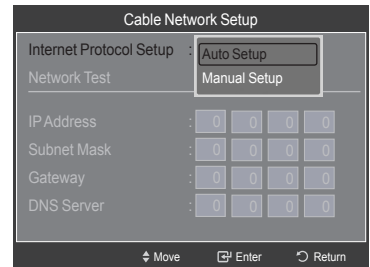 Cable Network Setup
Internet Protocol Setup : Auto Setup
Manual Setup
Network Test
IP Address : 0 0 0 0
Subnet Mask : 0 0 0 0
Gateway : 0 0 0 0
DNS Server : 0 0 0 0
Move Enter Return